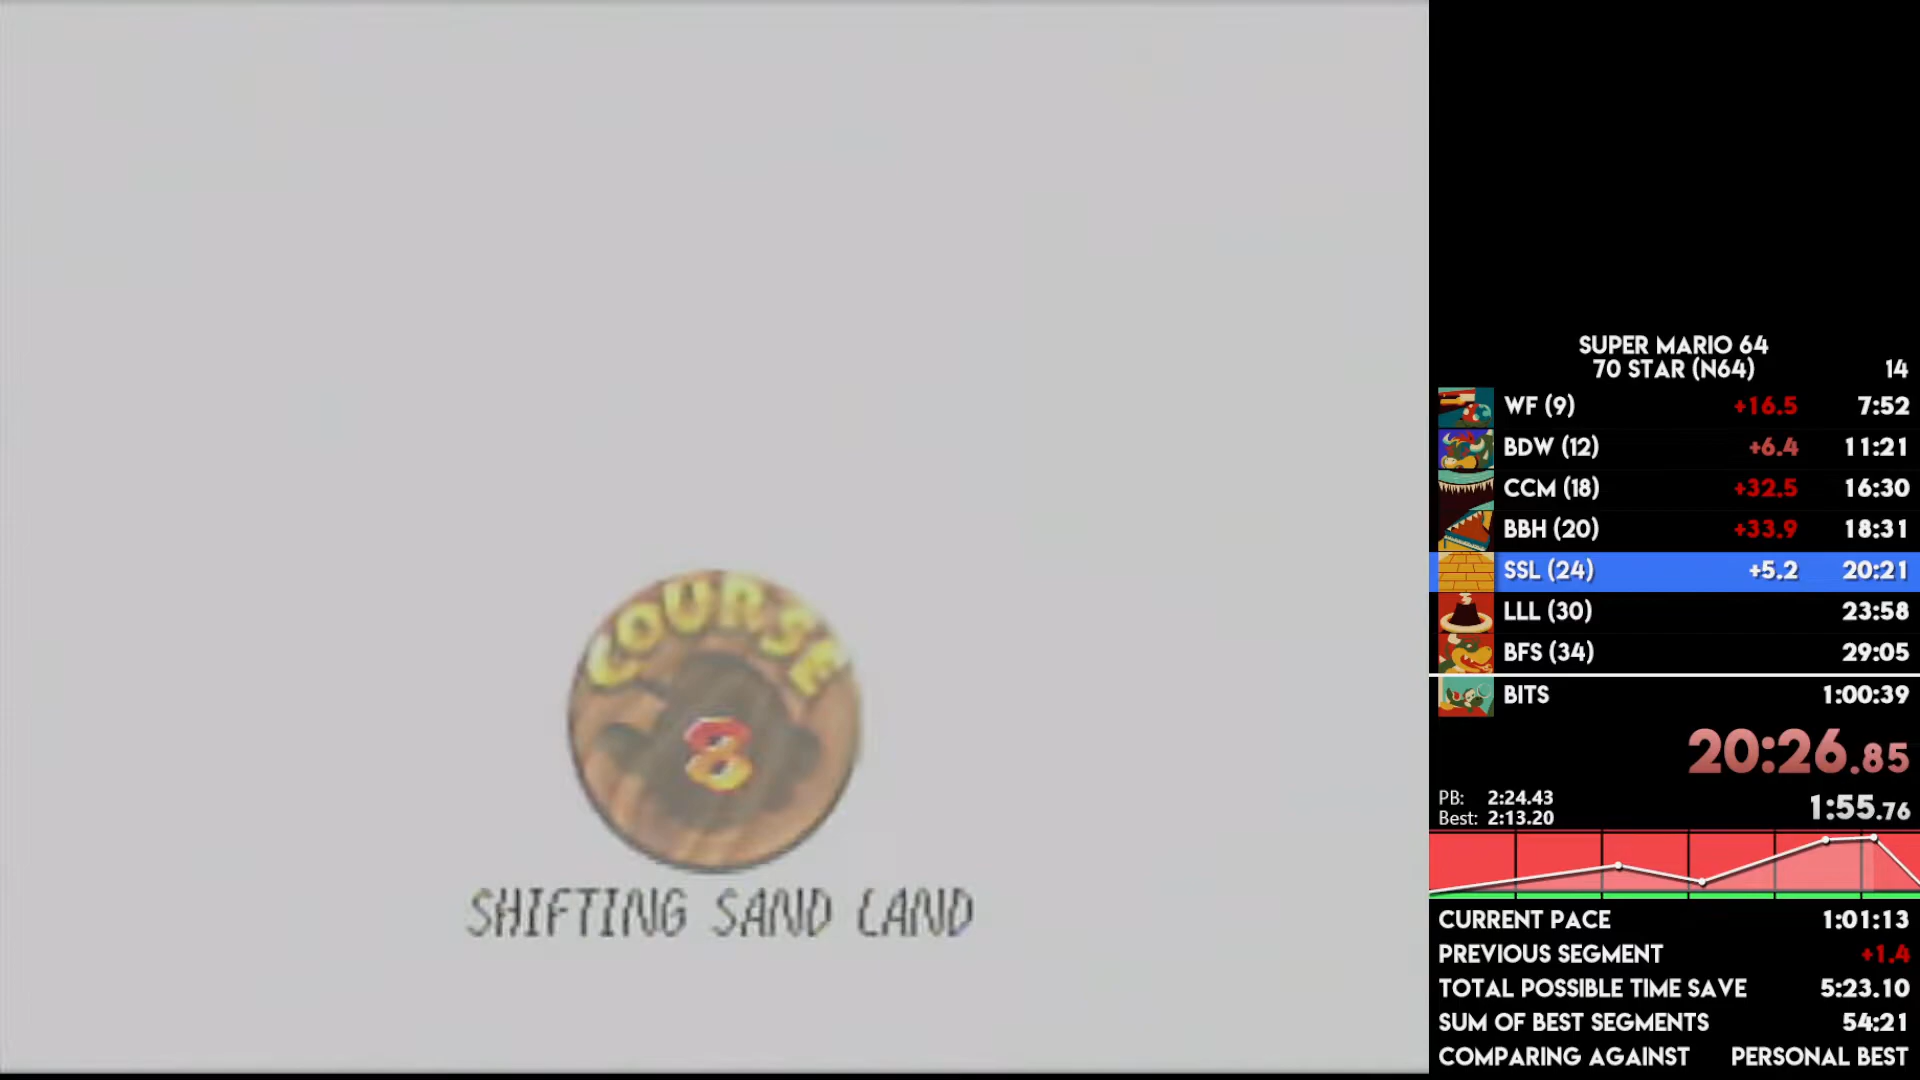 COURSE
8
SHIFTING SAND LAND
SUPER MARIO 64
70 STAR (N64) 14
WF (9) +16.5 7:52
BDW (12) +6.4 11:21
CCM (18) +32.5 16:30
BBH (20) +33.9 18:31
SSL (24) +5.2 20:21
LLL (30) 23:58
BFS (34) 29:05
BITS 1:00:39
20:26.85
PB: 2:24.43 1:55.76
Best: 2:13.20
CURRENT PACE 1:01:13
PREVIOUS SEGMENT +1.4
TOTAL POSSIBLE TIME SAVE 5:23.10
SUM OF BEST SEGMENTS 54:21
COMPARING AGAINST PERSONAL BEST